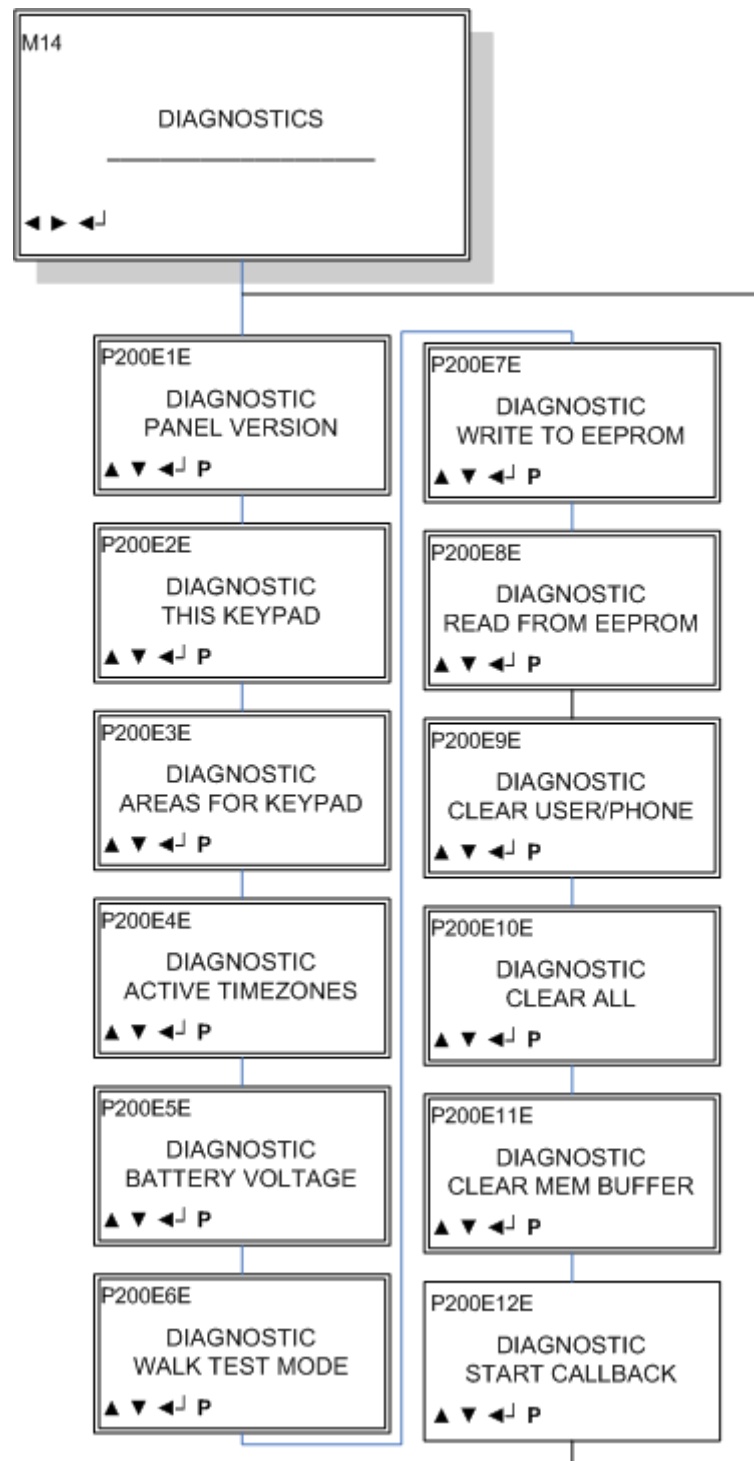 M14
DIAGNOSTICS
◄ ► ◄┘
P200E1E
DIAGNOSTIC
PANEL VERSION
▲ ▼ ◄┘ P
P200E2E
DIAGNOSTIC
THIS KEYPAD
▲ ▼ ◄┘ P
P200E3E
DIAGNOSTIC
AREAS FOR KEYPAD
▲ ▼ ◄┘ P
P200E4E
DIAGNOSTIC
ACTIVE TIMEZONES
▲ ▼ ◄┘ P
P200E5E
DIAGNOSTIC
BATTERY VOLTAGE
▲ ▼ ◄┘ P
P200E6E
DIAGNOSTIC
WALK TEST MODE
▲ ▼ ◄┘ P
P200E7E
DIAGNOSTIC
WRITE TO EEPROM
▲ ▼ ◄┘ P
P200E8E
DIAGNOSTIC
READ FROM EEPROM
▲ ▼ ◄┘ P
P200E9E
DIAGNOSTIC
CLEAR USER/PHONE
▲ ▼ ◄┘ P
P200E10E
DIAGNOSTIC
CLEAR ALL
▲ ▼ ◄┘ P
P200E11E
DIAGNOSTIC
CLEAR MEM BUFFER
▲ ▼ ◄┘ P
P200E12E
DIAGNOSTIC
START CALLBACK
▲ ▼ ◄┘ P